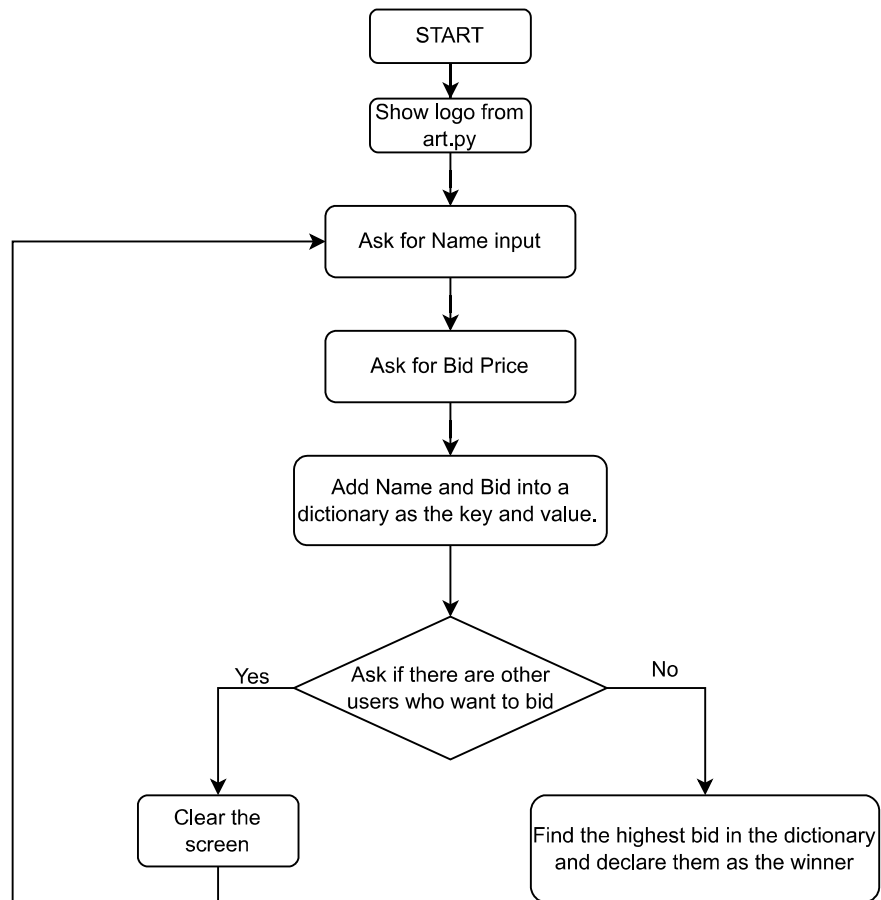 START
Show logo from
art.py
Ask for Name input
Ask for Bid Price
Add Name and Bid into a
dictionary as the key and value.
Yes
Ask if there are other
users who want to bid
No
Clear the
screen
Find the highest bid in the dictionary
and declare them as the winner